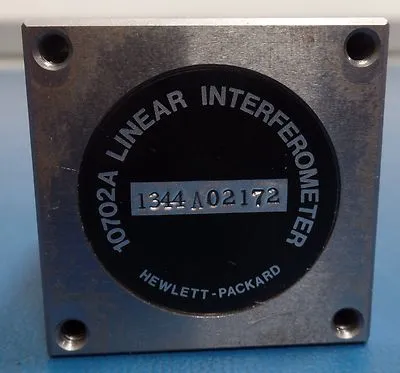 10702A LINEAR INTERFEROMETER
1344A02172
HEWLETT-PACKARD